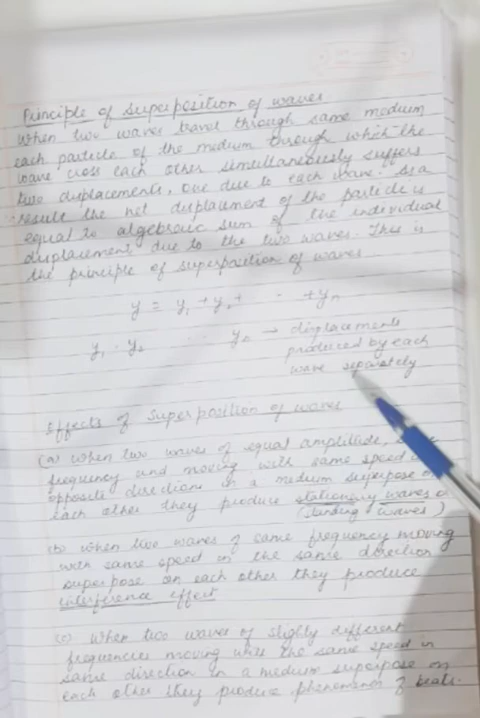 Principle of Superposition of waves
When two waves travel through same medium
each particle of the medium through which the
wave cross each other simultaneously suffers
two displacements, one due to each wave. As a
result the net displacement of the particle is
equal to algebraic sum of the individual
displacement due to the two waves. This is
the principle of superposition of waves.
y = y₁ + y₂ + . . + yₙ
y₁ . y₂ . . yₙ → displacements
produced by each
wave separately
Effects of Superposition of waves
(a) When two waves of equal amplitude,
frequency and moving with same speed
opposite directions in a medium superpose on
each other they produce stationary waves
(standing waves)
(b) When two waves of same frequency moving
with same speed in the same direction
superpose on each other they produce
interference effect
(c) When two waves of slighly different
frequencies moving with the same speed in
same direction in a medium superpose on
each other they produce phenomenon of beats.